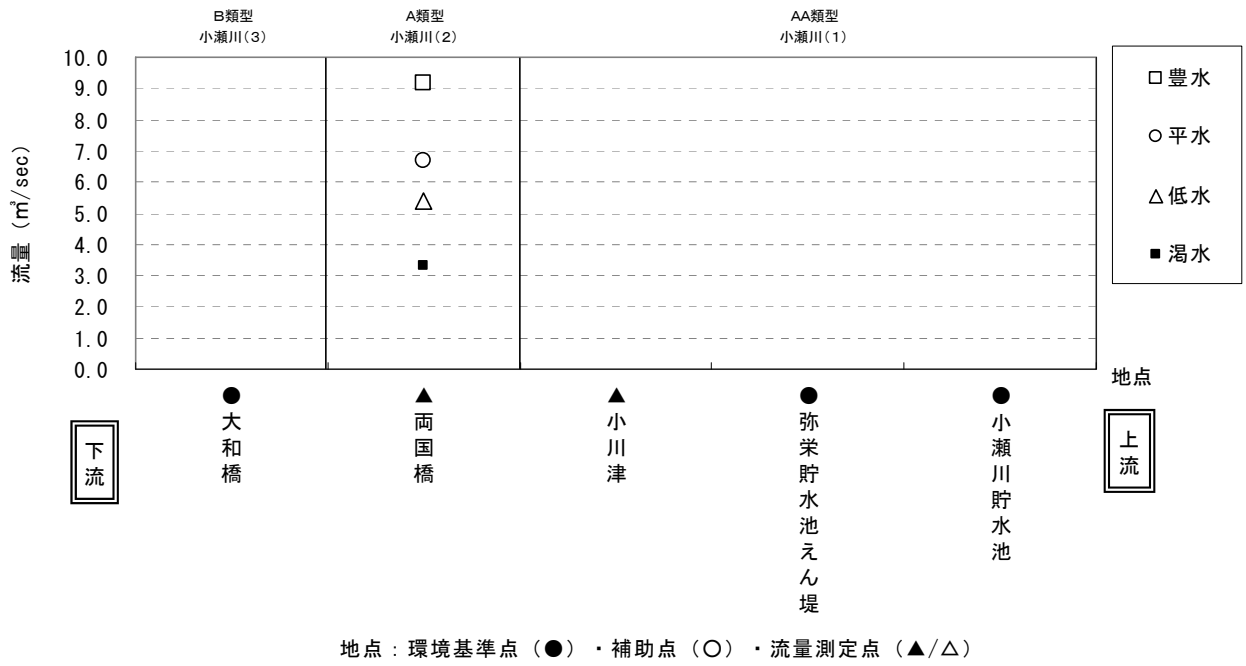 B類型
小瀬川(3)
A類型
小瀬川(2)
AA類型
小瀬川(1)
流量 (㎥/sec)
10.0
9.0
8.0
7.0
6.0
5.0
4.0
3.0
2.0
1.0
0.0
□豊水
○平水
△低水
■渇水
地点
下流
●大和橋
▲両国橋
▲小川津
●弥栄貯水池えん堤
●小瀬川貯水池
上流
地点:環境基準点(●)・補助点(○)・流量測定点(▲/△)